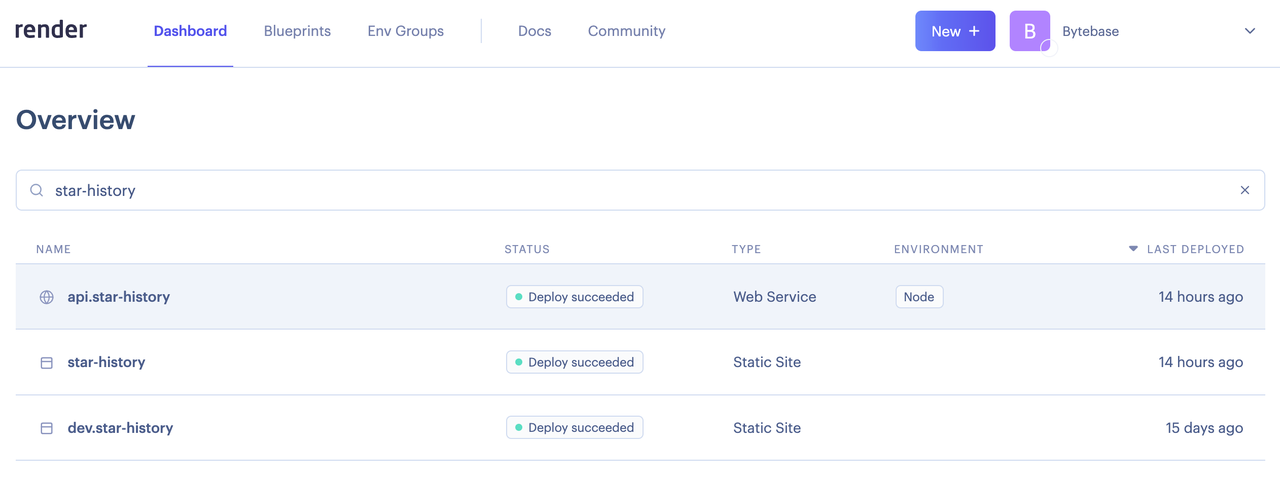 render Dashboard Blueprints Env Groups Docs Community New + B Bytebase
Overview
star-history
NAME STATUS TYPE ENVIRONMENT LAST DEPLOYED
api.star-history Deploy succeeded Web Service Node 14 hours ago
star-history Deploy succeeded Static Site 14 hours ago
dev.star-history Deploy succeeded Static Site 15 days ago